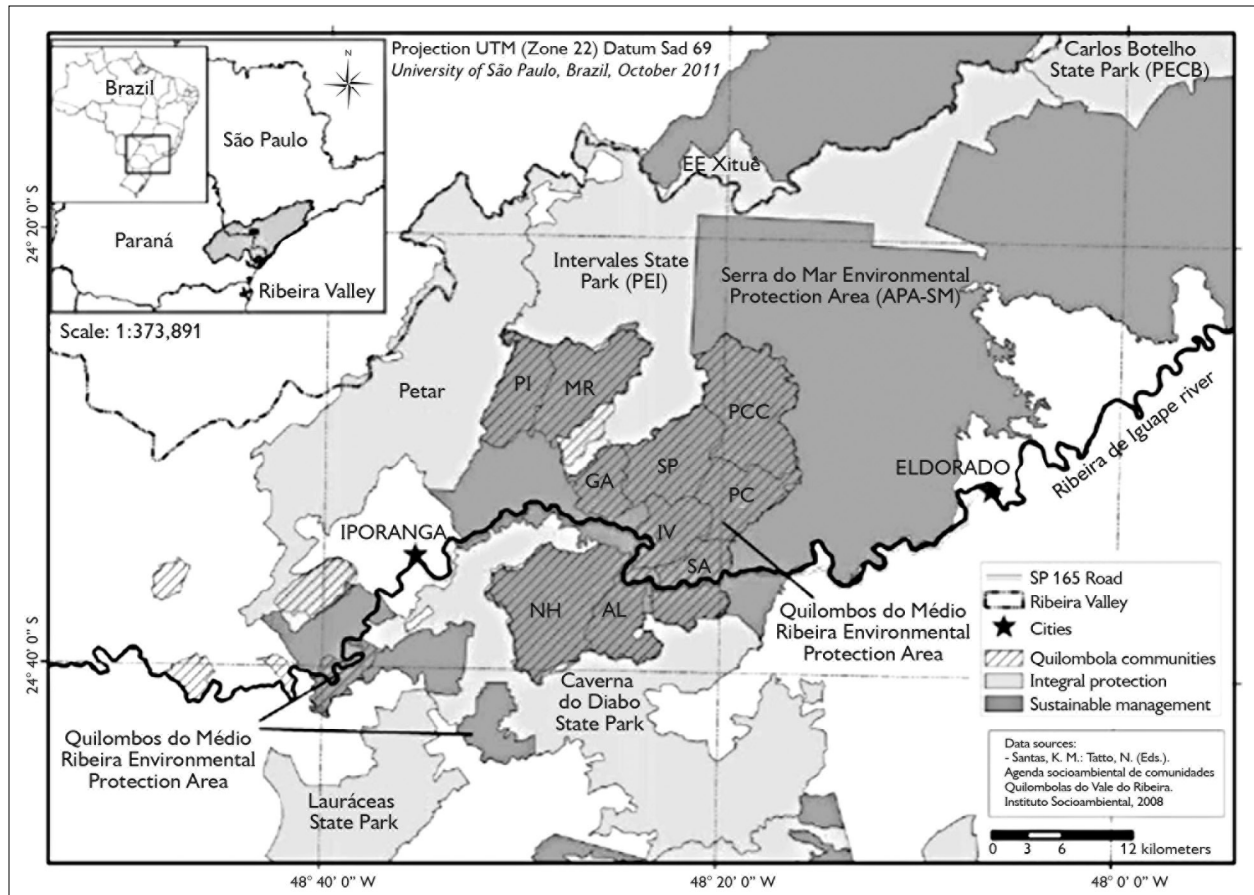 Projection UTM (Zone 22) Datum Sad 69
University of São Paulo, Brazil, October 2011
N
Brazil
São Paulo
Paraná
Ribeira Valley
Scale: 1:373,891
Carlos Botelho
State Park (PECB)
EE Xituê
24° 20' 0" S
Intervales State
Park (PEI)
Serra do Mar Environmental
Protection Area (APA-SM)
Petar
PI
MR
PCC
GA
SP
PC
ELDORADO
Ribeira de Iguape river
IPORANGA
IV
SA
NH
AL
Quilombos do Médio
Ribeira Environmental
Protection Area
24° 40' 0" S
Caverna
do Diabo
State Park
Quilombos do Médio
Ribeira Environmental
Protection Area
Lauráceas
State Park
SP 165 Road
Ribeira Valley
Cities
Quilombola communities
Integral protection
Sustainable management
Data sources:
- Santas, K. M.: Tatto, N. (Eds.).
Agenda socioambiental de comunidades
Quilombolas do Vale do Ribeira.
Instituto Socioambiental, 2008
0 3 6 12 kilometers
48° 40' 0" W
48° 20' 0" W
48° 0' 0" W